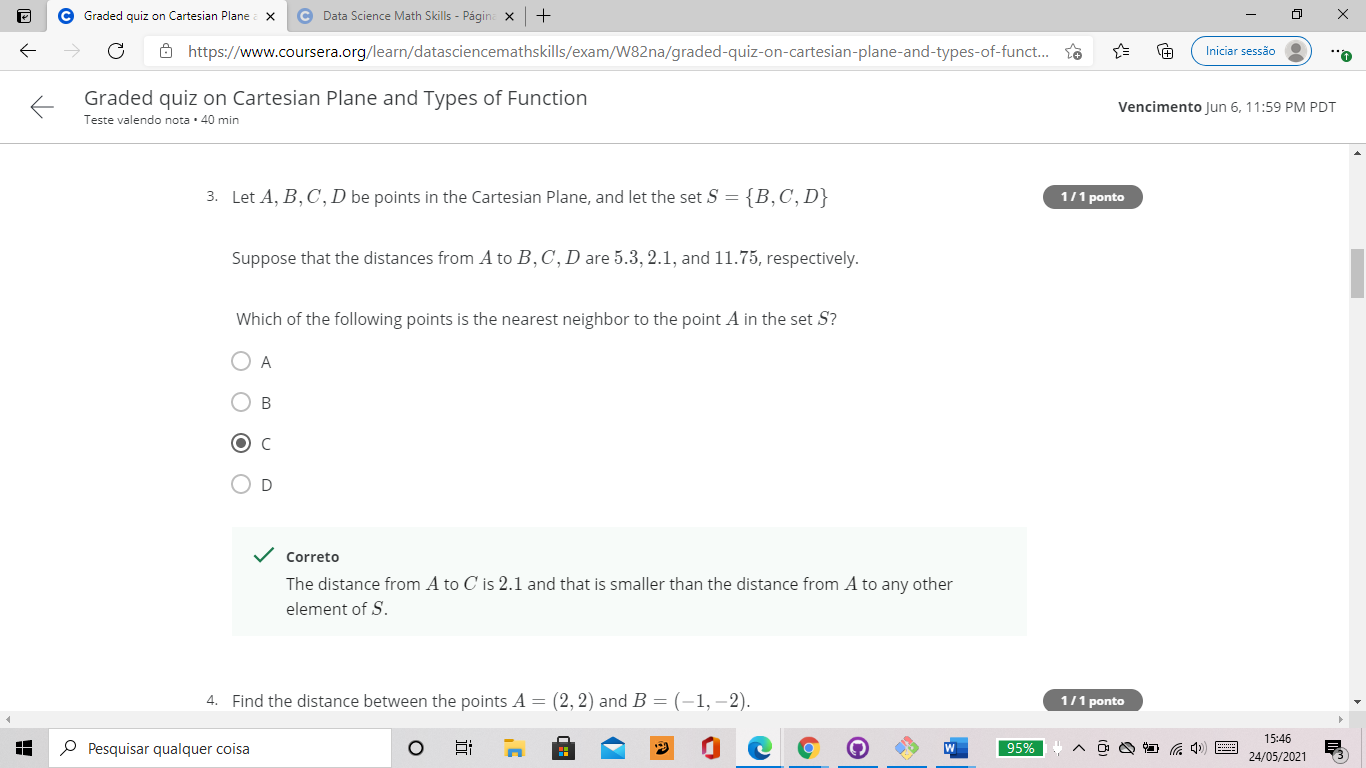 Graded quiz on Cartesian Plane a
Data Science Math Skills - Págin
https://www.coursera.org/learn/datasciencemathskills/exam/W82na/graded-quiz-on-cartesian-plane-and-types-of-funct...
Iniciar sessão
Graded quiz on Cartesian Plane and Types of Function
Teste valendo nota • 40 min
Vencimento Jun 6, 11:59 PM PDT
3. Let A, B, C, D be points in the Cartesian Plane, and let the set S = {B, C, D}
1 / 1 ponto
Suppose that the distances from A to B, C, D are 5.3, 2.1, and 11.75, respectively.
Which of the following points is the nearest neighbor to the point A in the set S?
A
B
C
D
Correto
The distance from A to C is 2.1 and that is smaller than the distance from A to any other
element of S.
4. Find the distance between the points A = (2, 2) and B = (−1, −2).
1 / 1 ponto
Pesquisar qualquer coisa
95%
15:46
24/05/2021
3